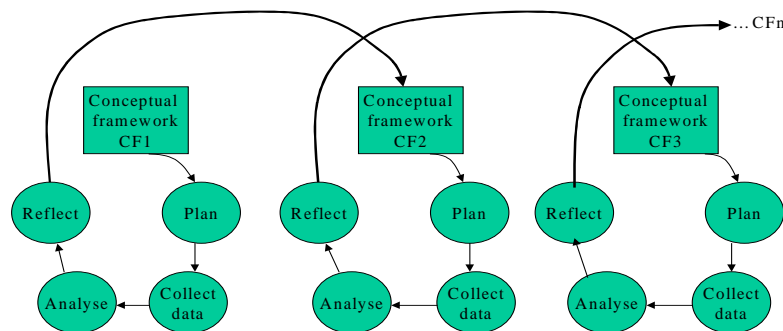 ... CFn
Conceptual
framework
CF1
Conceptual
framework
CF2
Conceptual
framework
CF3
Reflect
Plan
Reflect
Plan
Reflect
Plan
Analyse
Collect
data
Analyse
Collect
data
Analyse
Collect
data